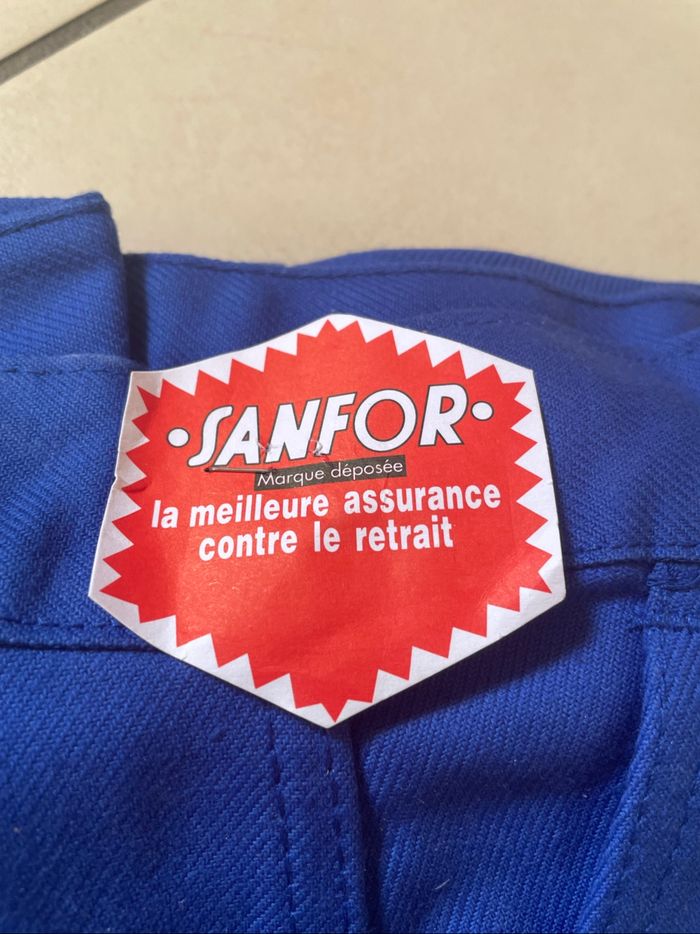 •SANFOR•
Marque déposée
la meilleure assurance
contre le retrait